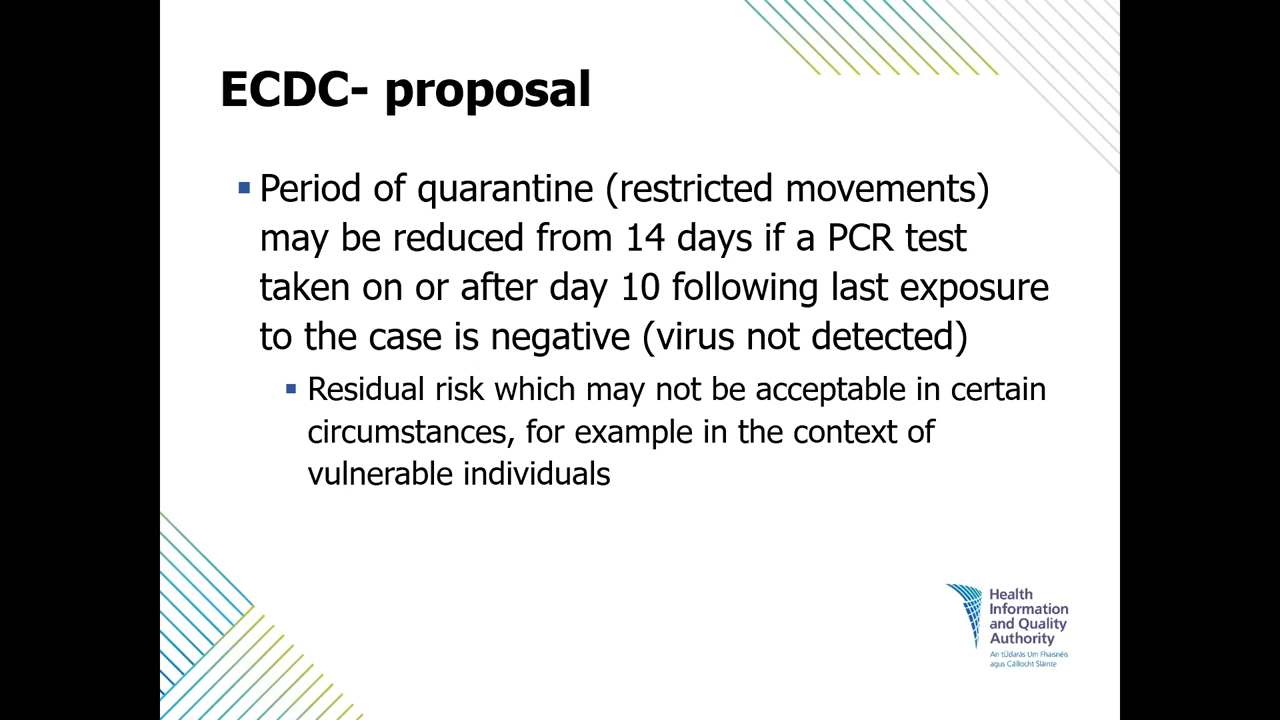 ECDC- proposal
Period of quarantine (restricted movements)
may be reduced from 14 days if a PCR test
taken on or after day 10 following last exposure
to the case is negative (virus not detected)
Residual risk which may not be acceptable in certain
circumstances, for example in the context of
vulnerable individuals
Health
Information
and Quality
Authority
An tÚdarás Um Fhaisnéis
agus Cáilíocht Sláinte